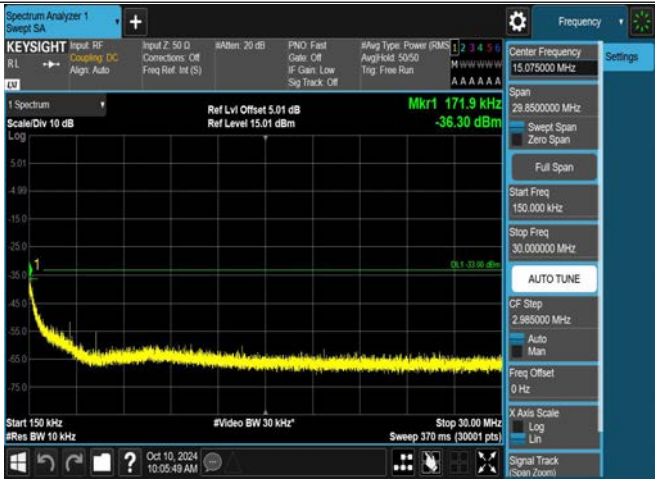 Spectrum Analyzer 1
Swept SA
Frequency
KEYSIGHT
RL
Input: RF
Coupling: DC
Align: Auto
Input Z: 50 Ω
Corrections: Off
Freq Ref: Int (S)
#Atten: 20 dB
PNO: Fast
Gate: Off
IF Gain: Low
Sig Track: Off
#Avg Type: Power (RMS
Avg|Hold: 50/50
Trig: Free Run
1 2 3 4 5 6
M W W W W W
A A A A A A
1 Spectrum
Scale/Div 10 dB
Log
Ref Lvl Offset 5.01 dB
Ref Level 15.01 dBm
Mkr1 171.9 kHz
-36.30 dBm
5.01
-4.99
-15.0
-25.0
-35.0
-45.0
-55.0
-65.0
-75.0
1
DL1 -33.00 dBm
Start 150 kHz
#Res BW 10 kHz
#Video BW 30 kHz*
Stop 30.00 MHz
Sweep 370 ms (30001 pts)
?
Oct 10, 2024
10:05:49 AM
Center Frequency
15.075000 MHz
Settings
Span
29.8500000 MHz
Swept Span
Zero Span
Full Span
Start Freq
150.000 kHz
Stop Freq
30.000000 MHz
AUTO TUNE
CF Step
2.985000 MHz
Auto
Man
Freq Offset
0 Hz
X Axis Scale
Log
Lin
Signal Track
(Span Zoom)